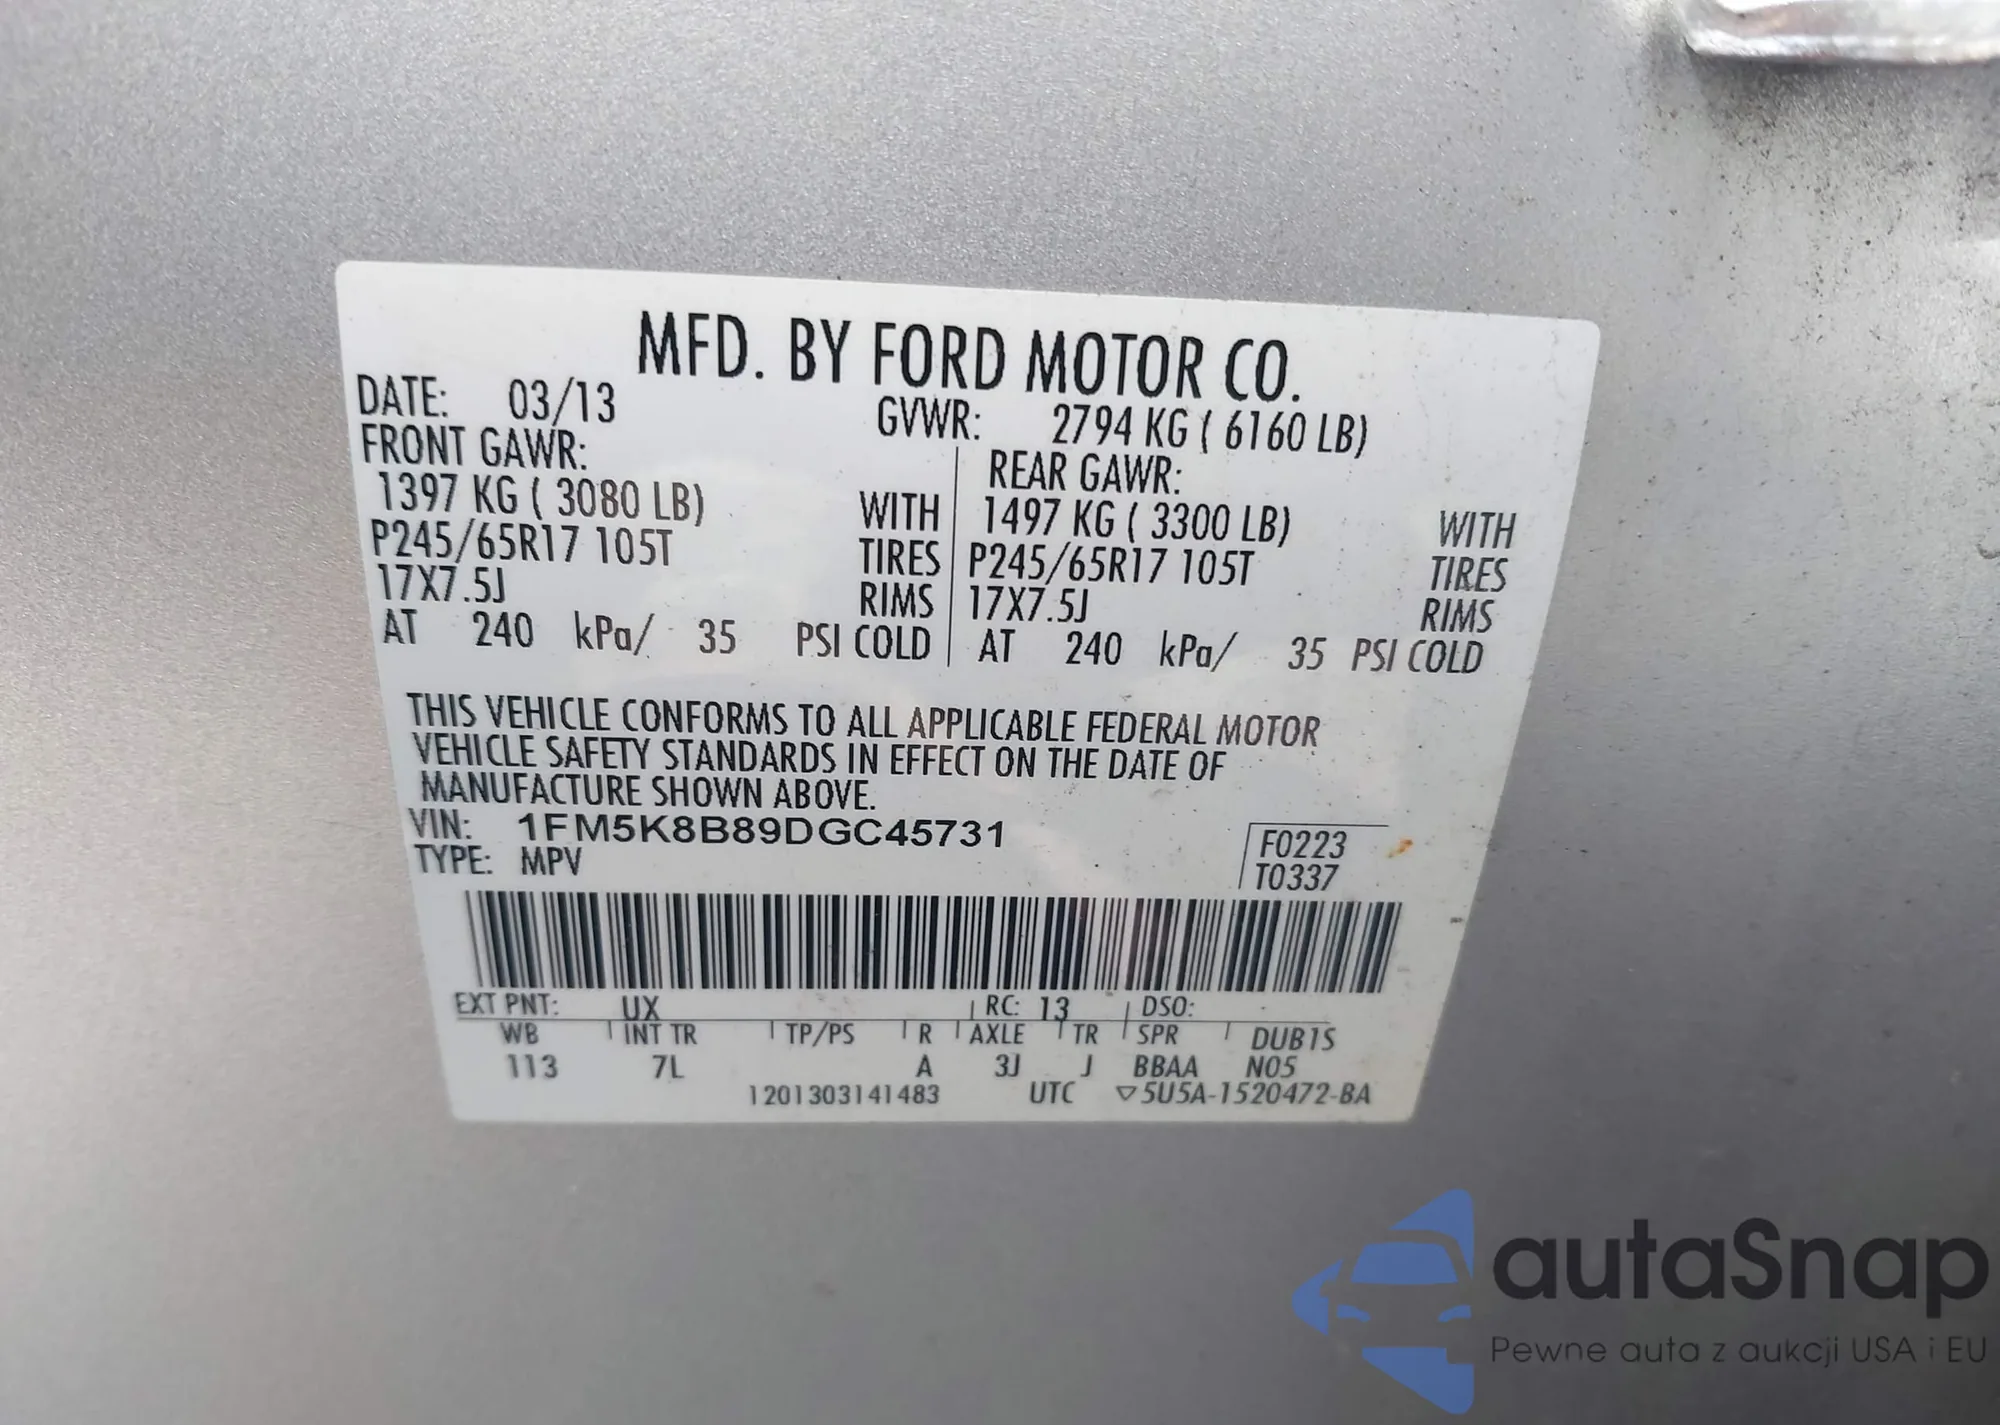 MFD. BY FORD MOTOR CO.
DATE: 03/13 GVWR: 2794 KG ( 6160 LB)
FRONT GAWR: REAR GAWR:
1397 KG ( 3080 LB) WITH 1497 KG ( 3300 LB) WITH
P245/65R17 105T TIRES P245/65R17 105T TIRES
17X7.5J RIMS 17X7.5J RIMS
AT 240 kPa/ 35 PSI COLD AT 240 kPa/ 35 PSI COLD
THIS VEHICLE CONFORMS TO ALL APPLICABLE FEDERAL MOTOR
VEHICLE SAFETY STANDARDS IN EFFECT ON THE DATE OF
MANUFACTURE SHOWN ABOVE.
VIN: 1FM5K8B89DGC45731 F0223
TYPE: MPV T0337
EXT PNT: UX RC: 13 DSO:
WB INT TR TP/PS R AXLE TR SPR DUB1S
113 7L A 3J J BBAA N05
1201303141483 UTC ▽5U5A-1520472-BA
autaSnap
Pewne auta z aukcji USA i EU